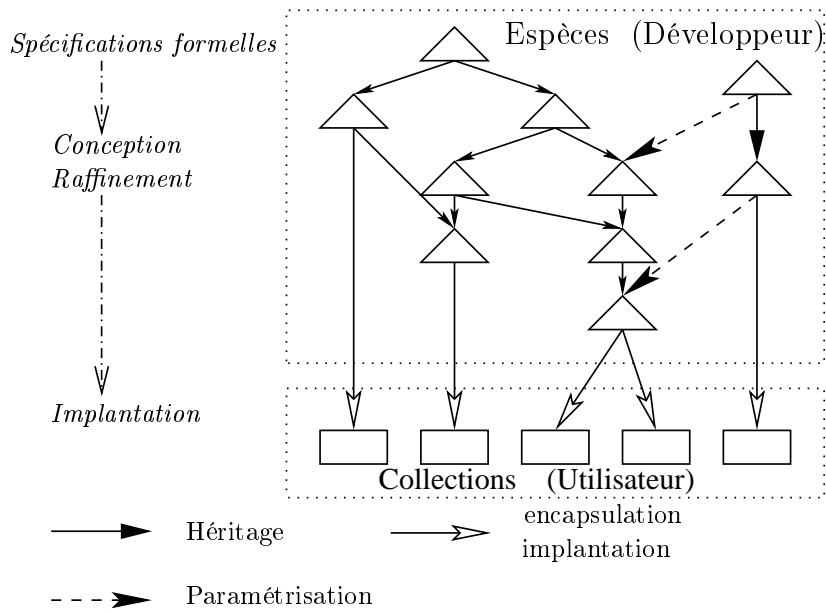 Spécifications formelles
Espèces (Développeur)
Conception
Raffinement
Implantation
Collections (Utilisateur)
Héritage
encapsulation
implantation
Paramétrisation